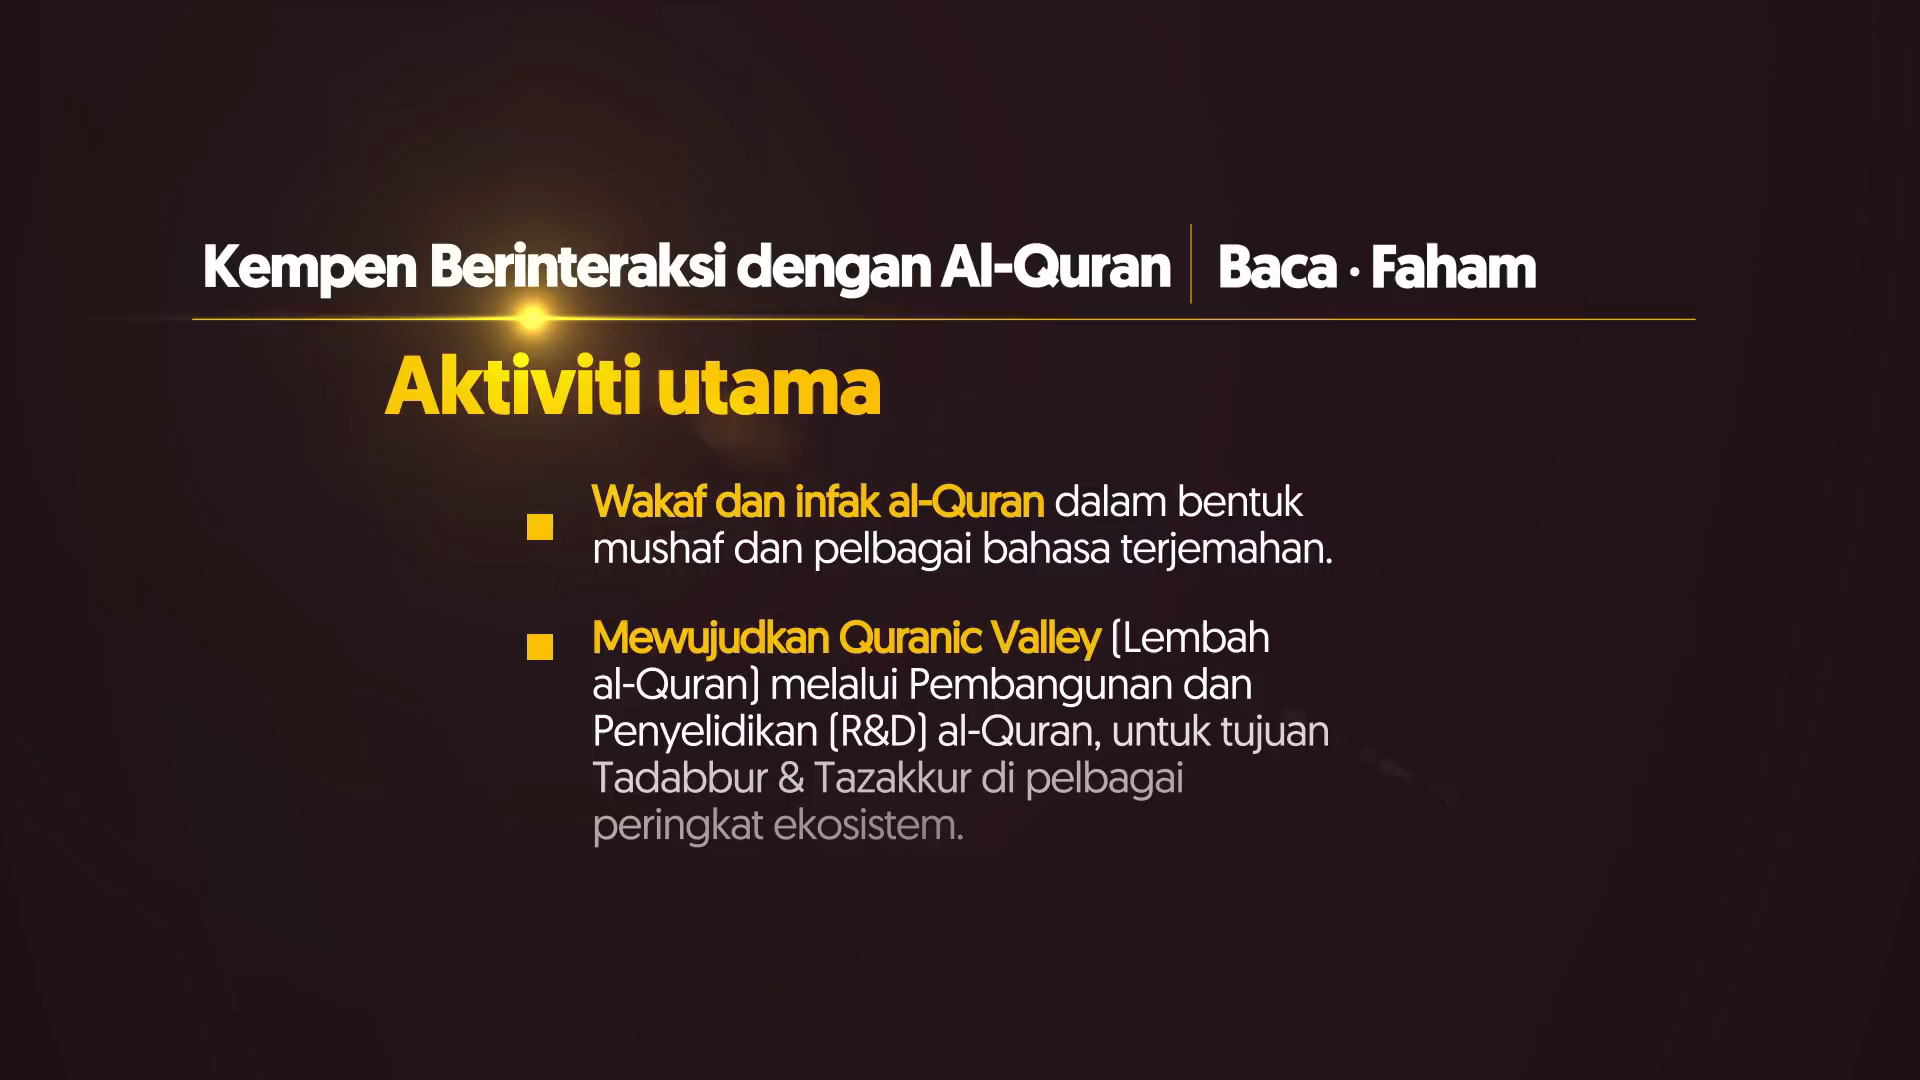 Kempen Berinteraksi dengan Al-Quran | Baca · Faham
Aktiviti utama
Wakaf dan infak al-Quran dalam bentuk
mushaf dan pelbagai bahasa terjemahan.
Mewujudkan Quranic Valley (Lembah
al-Quran) melalui Pembangunan dan
Penyelidikan (R&D) al-Quran, untuk tujuan
Tadabbur & Tazakkur di pelbagai
peringkat ekosistem.